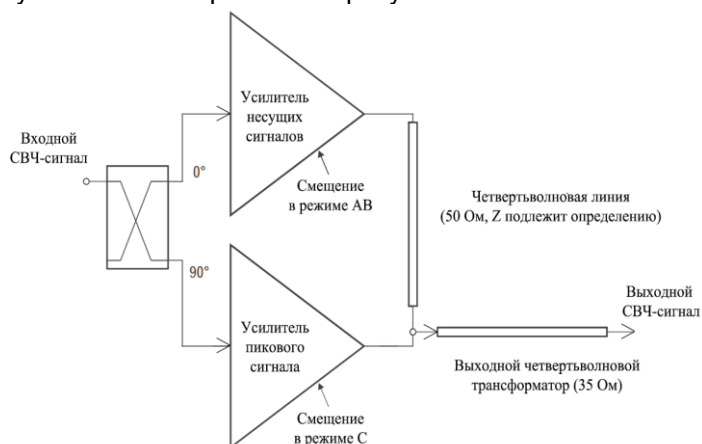 Усилитель
несущих
сигналов
Входной
СВЧ-сигнал
0°
Смещение
в режиме АВ
Четвертьволновая линия
(50 Ом, Z подлежит определению)
90°
Усилитель
пикового
сигнала
Выходной
СВЧ-сигнал
Выходной четвертьволновой
трансформатор (35 Ом)
Смещение
в режиме С